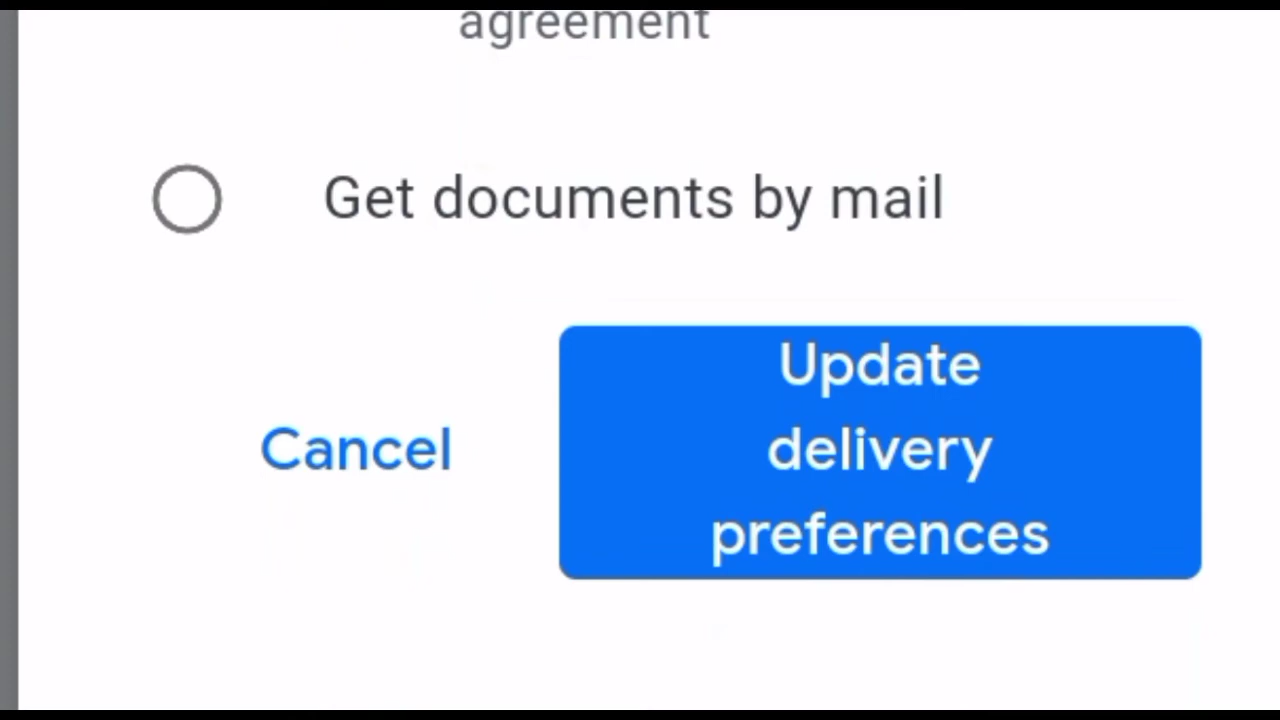 agreement
Get documents by mail
Cancel
Update
delivery
preferences